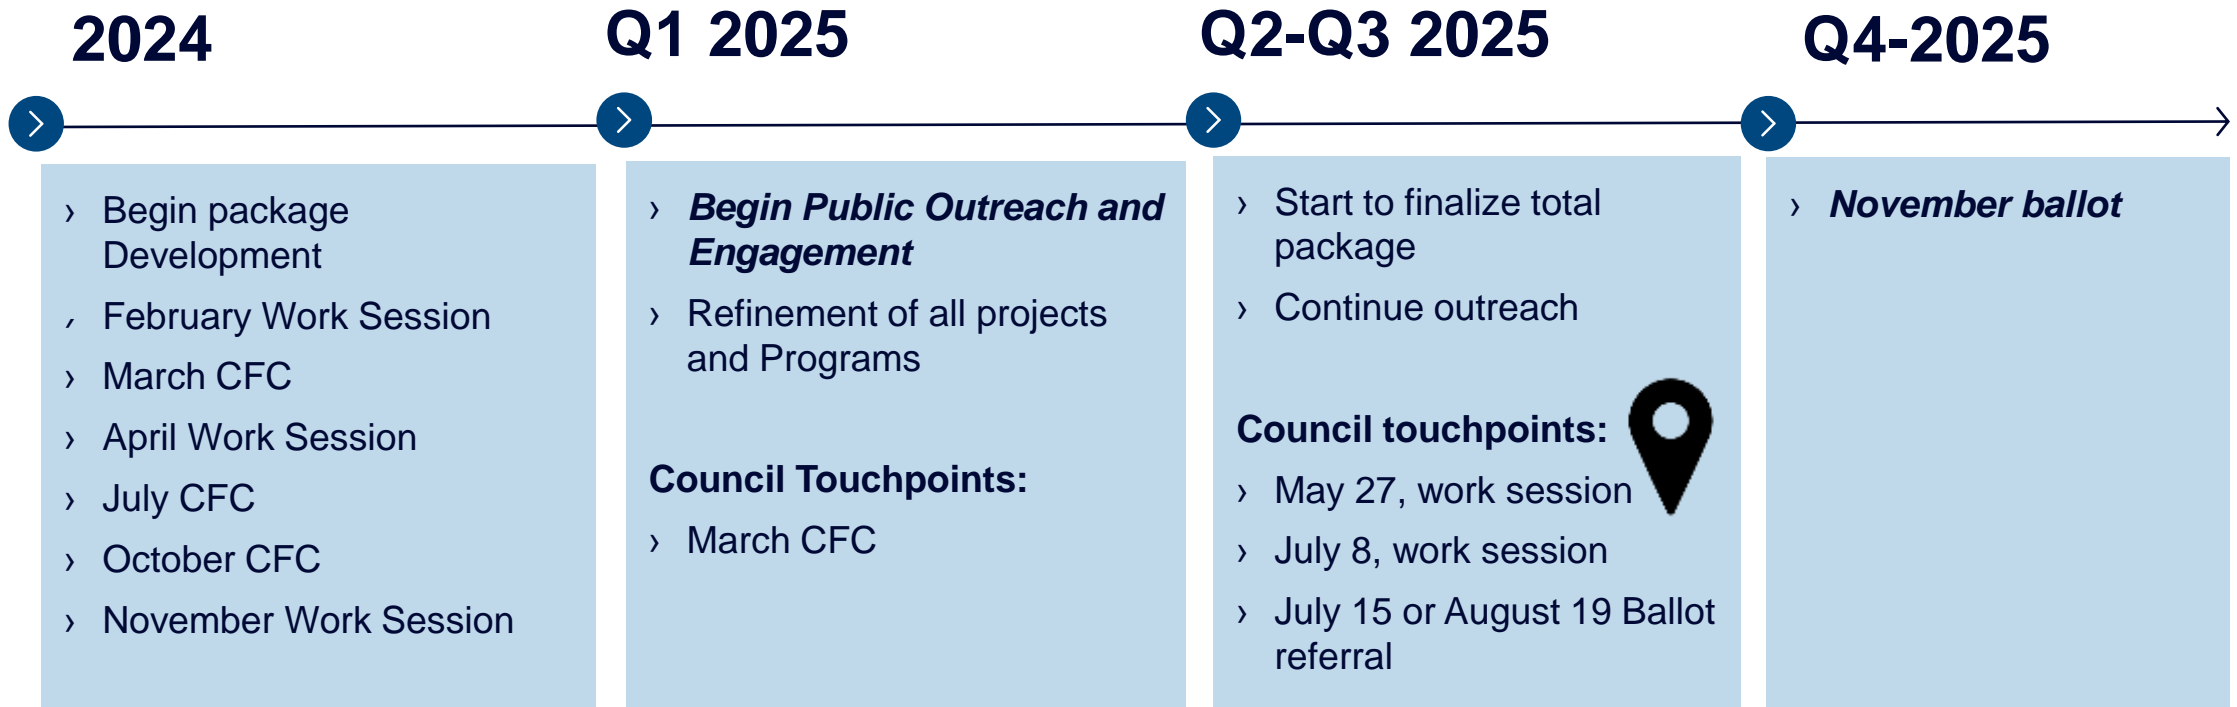 2024
Q1 2025
Q2-Q3 2025
Q4-2025
› Begin package
Development
› February Work Session
› March CFC
› April Work Session
› July CFC
› October CFC
› November Work Session
› Begin Public Outreach and
Engagement
› Refinement of all projects
and Programs
Council Touchpoints:
› March CFC
› Start to finalize total
package
› Continue outreach
Council touchpoints:
› May 27, work session
› July 8, work session
› July 15 or August 19 Ballot
referral
› November ballot